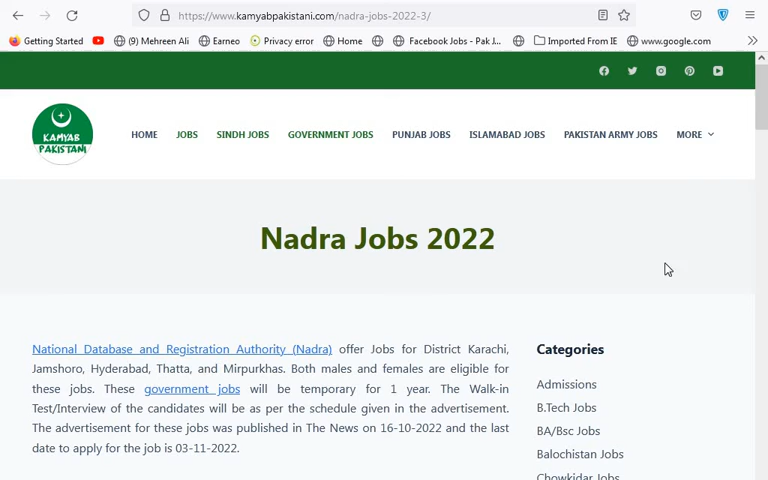 https://www.kamyabpakistani.com/nadra-jobs-2022-3/
Getting Started (9) Mehreen Ali Earneo Privacy error Home Facebook Jobs - Pak J... Imported From IE www.google.com
KAMYAB
PAKISTANI
HOME JOBS SINDH JOBS GOVERNMENT JOBS PUNJAB JOBS ISLAMABAD JOBS PAKISTAN ARMY JOBS MORE
Nadra Jobs 2022
National Database and Registration Authority (Nadra) offer Jobs for District Karachi,
Jamshoro, Hyderabad, Thatta, and Mirpurkhas. Both males and females are eligible for
these jobs. These government jobs will be temporary for 1 year. The Walk-in
Test/Interview of the candidates will be as per the schedule given in the advertisement.
The advertisement for these jobs was published in The News on 16-10-2022 and the last
date to apply for the job is 03-11-2022.
Categories
Admissions
B.Tech Jobs
BA/Bsc Jobs
Balochistan Jobs
Chowkidar Jobs